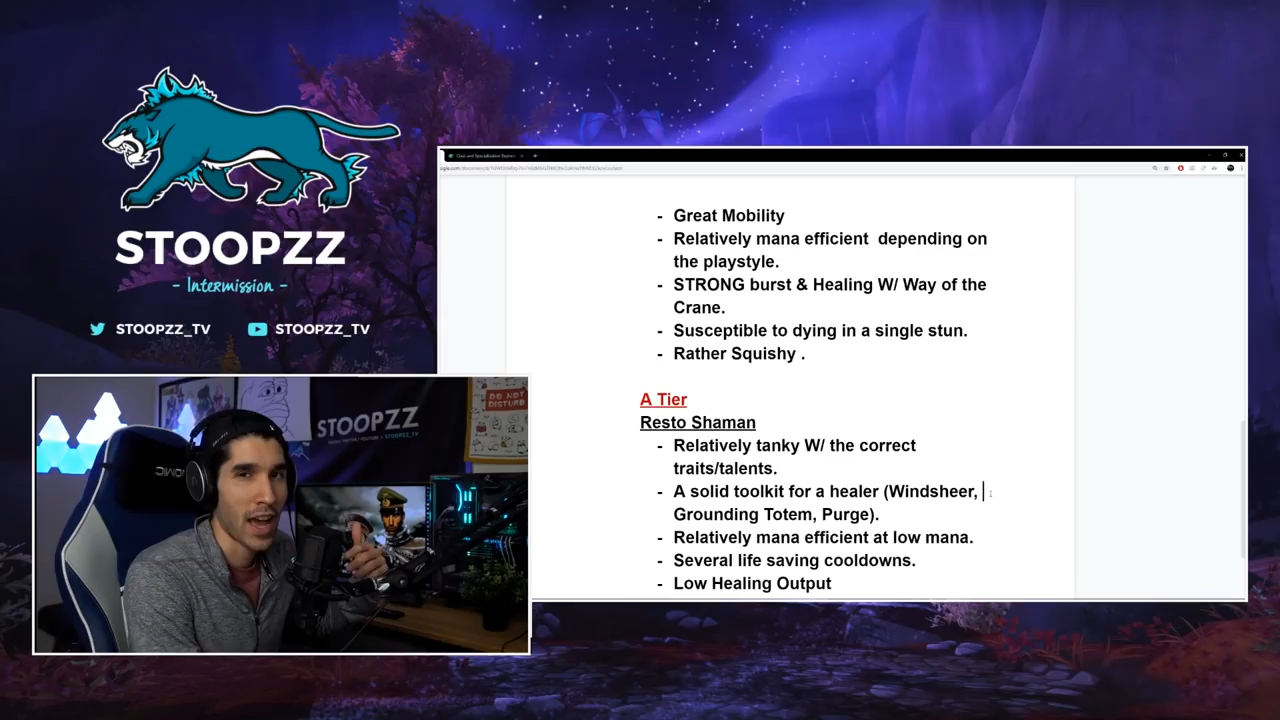 STOOPZZ
- Intermission -
STOOPZZ_TV
STOOPZZ_TV
- Great Mobility
- Relatively mana efficient  depending on
the playstyle.
- STRONG burst & Healing W/ Way of the
Crane.
- Susceptible to dying in a single stun.
- Rather Squishy .
A Tier
Resto Shaman
- Relatively tanky W/ the correct
traits/talents.
- A solid toolkit for a healer (Windsheer,
Grounding Totem, Purge).
- Relatively mana efficient at low mana.
- Several life saving cooldowns.
- Low Healing Output
STOOPZZ
DO NOT
DISTURB